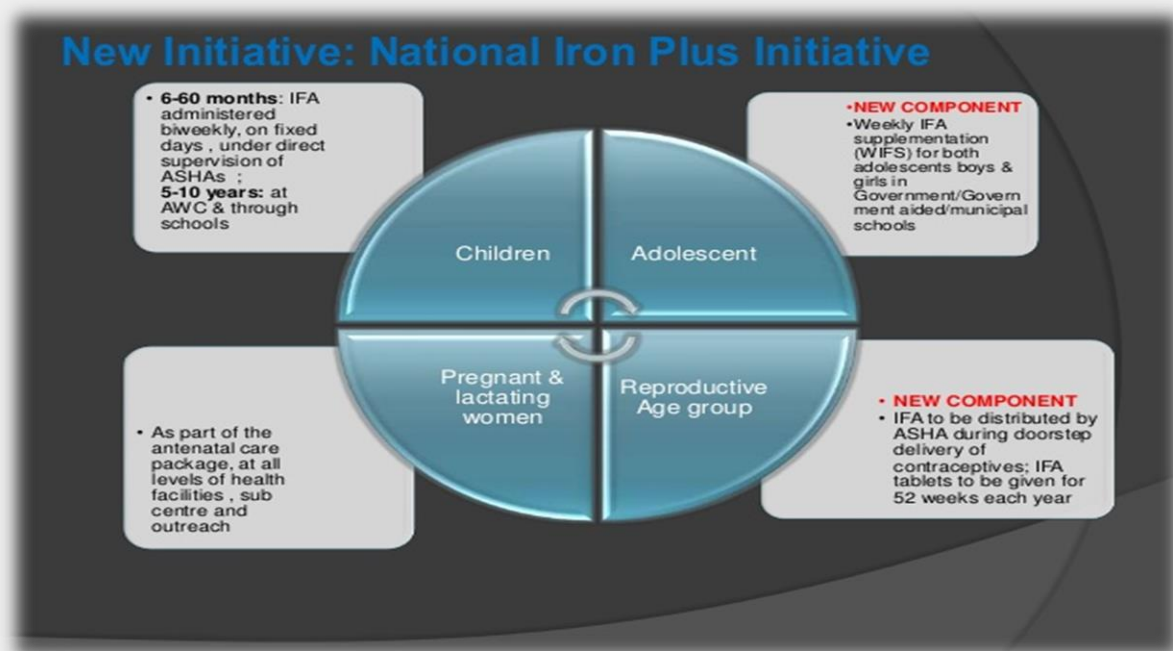 New Initiative: National Iron Plus Initiative
• 6-60 months: IFA
administered
biweekly, on fixed
days , under direct
supervision of
ASHAs ;
5-10 years: at
AWC & through
schools
•NEW COMPONENT
•Weekly IFA
supplementation
(WIFS) for both
adolescents boys &
girls in
Government/Govern
ment aided/municipal
schools
Children
Adolescent
Pregnant &
lactating
women
Reproductive
Age group
• As part of the
antenatal care
package, at all
levels of health
facilities , sub
centre and
outreach
• NEW COMPONENT
• IFA to be distributed by
ASHA during doorstep
delivery of
contraceptives; IFA
tablets to be given for
52 weeks each year